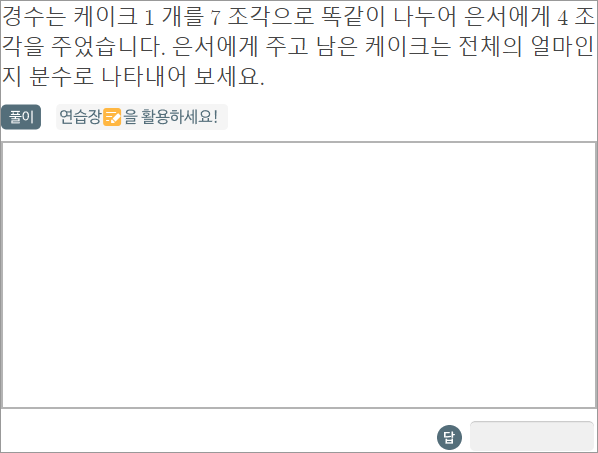 경수는 케이크 1 개를 7 조각으로 똑같이 나누어 은서에게 4 조
각을 주었습니다. 은서에게 주고 남은 케이크는 전체의 얼마인
지 분수로 나타내어 보세요.
풀이 연습장을 활용하세요!
답